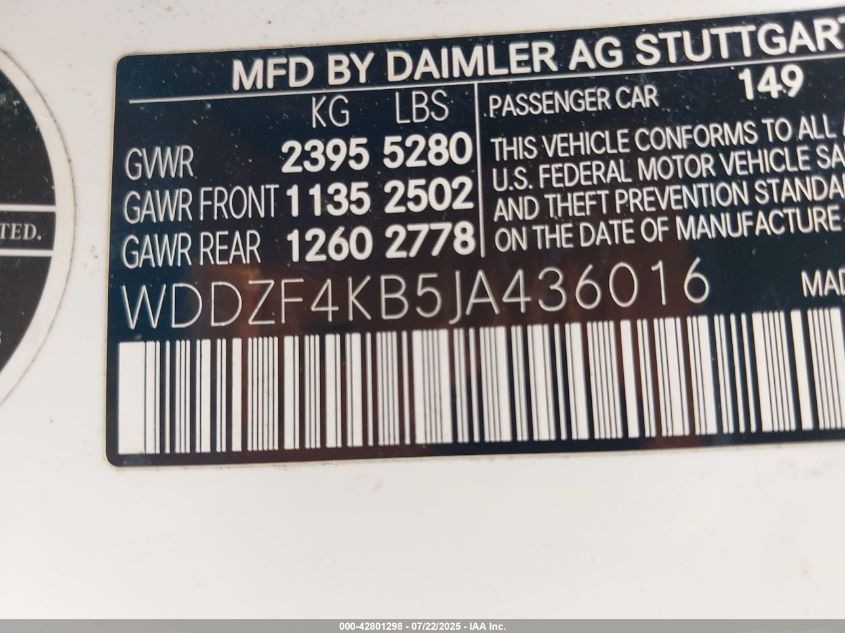 MFD BY DAIMLER AG STUTTGART
KG LBS
GVWR 2395 5280
GAWR FRONT 1135 2502
GAWR REAR 1260 2778
PASSENGER CAR 149
THIS VEHICLE CONFORMS TO ALL A
U.S. FEDERAL MOTOR VEHICLE SA
AND THEFT PREVENTION STANDA
ON THE DATE OF MANUFACTURE
WDDZF4KB5JA436016
MAD
TED.
000-42801298 - 07/22/2025 - IAA Inc.